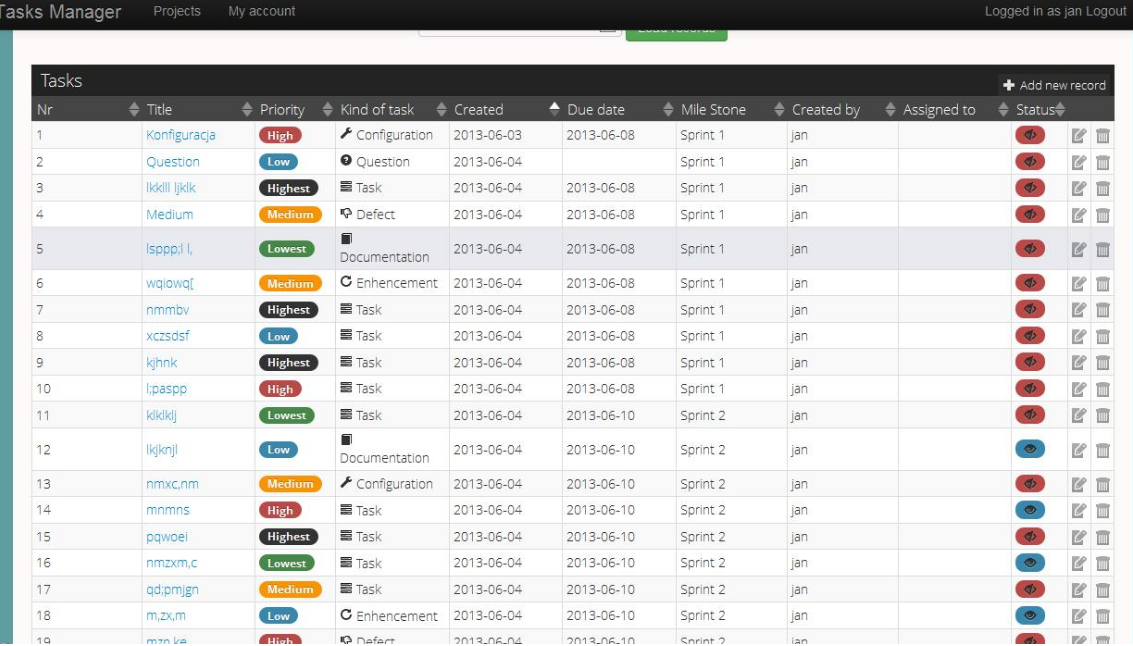 Tasks Manager Projects My account Logged in as jan Logout
Load records
Tasks
Add new record
Nr Title Priority Kind of task Created Due date Mile Stone Created by Assigned to Status
1 Konfiguracja High Configuration 2013-06-03 2013-06-08 Sprint 1 jan
2 Question Low Question 2013-06-04 Sprint 1 jan
3 lkklll ljklk Highest Task 2013-06-04 2013-06-08 Sprint 1 jan
4 Medium Medium Defect 2013-06-04 2013-06-08 Sprint 1 jan
5 lsppp;l l, Lowest Documentation 2013-06-04 2013-06-08 Sprint 1 jan
6 wqiowq[ Medium Enhencement 2013-06-04 2013-06-08 Sprint 1 jan
7 nmmbv Highest Task 2013-06-04 2013-06-08 Sprint 1 jan
8 xczsdsf Low Task 2013-06-04 2013-06-08 Sprint 1 jan
9 kjhnk Highest Task 2013-06-04 2013-06-08 Sprint 1 jan
10 l;paspp High Task 2013-06-04 2013-06-08 Sprint 1 jan
11 klklklj Lowest Task 2013-06-04 2013-06-10 Sprint 2 jan
12 lkjknjl Low Documentation 2013-06-04 2013-06-10 Sprint 2 jan
13 nmxc,nm Medium Configuration 2013-06-04 2013-06-10 Sprint 2 jan
14 mnmns High Task 2013-06-04 2013-06-10 Sprint 2 jan
15 pqwoei Highest Task 2013-06-04 2013-06-10 Sprint 2 jan
16 nmzxm,c Lowest Task 2013-06-04 2013-06-10 Sprint 2 jan
17 qd;pmjgn Medium Task 2013-06-04 2013-06-10 Sprint 2 jan
18 m,zx,m Low Enhencement 2013-06-04 2013-06-10 Sprint 2 jan
19 mzn ke High Defect 2013-06-04 2013-06-10 Sprint 2 jan